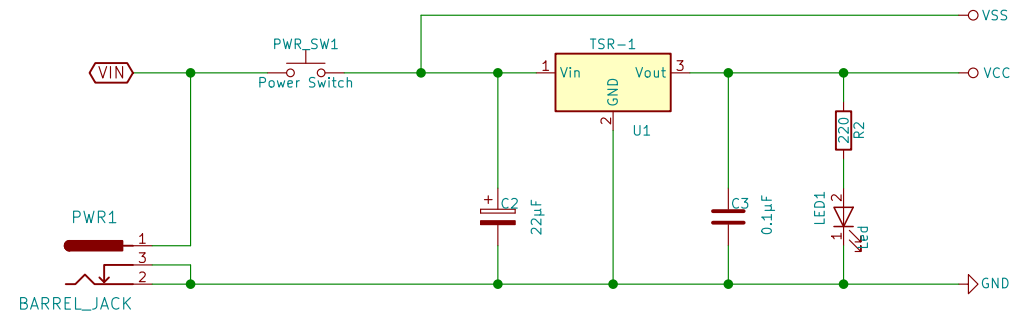 VSS
PWR_SW1
TSR-1
VIN
Power Switch
1
Vin
Vout
3
VCC
GND
2
U1
220
R2
PWR1
+
C2
22µF
C3
0.1µF
LED1
2
1
Led
1
3
2
BARREL_JACK
GND